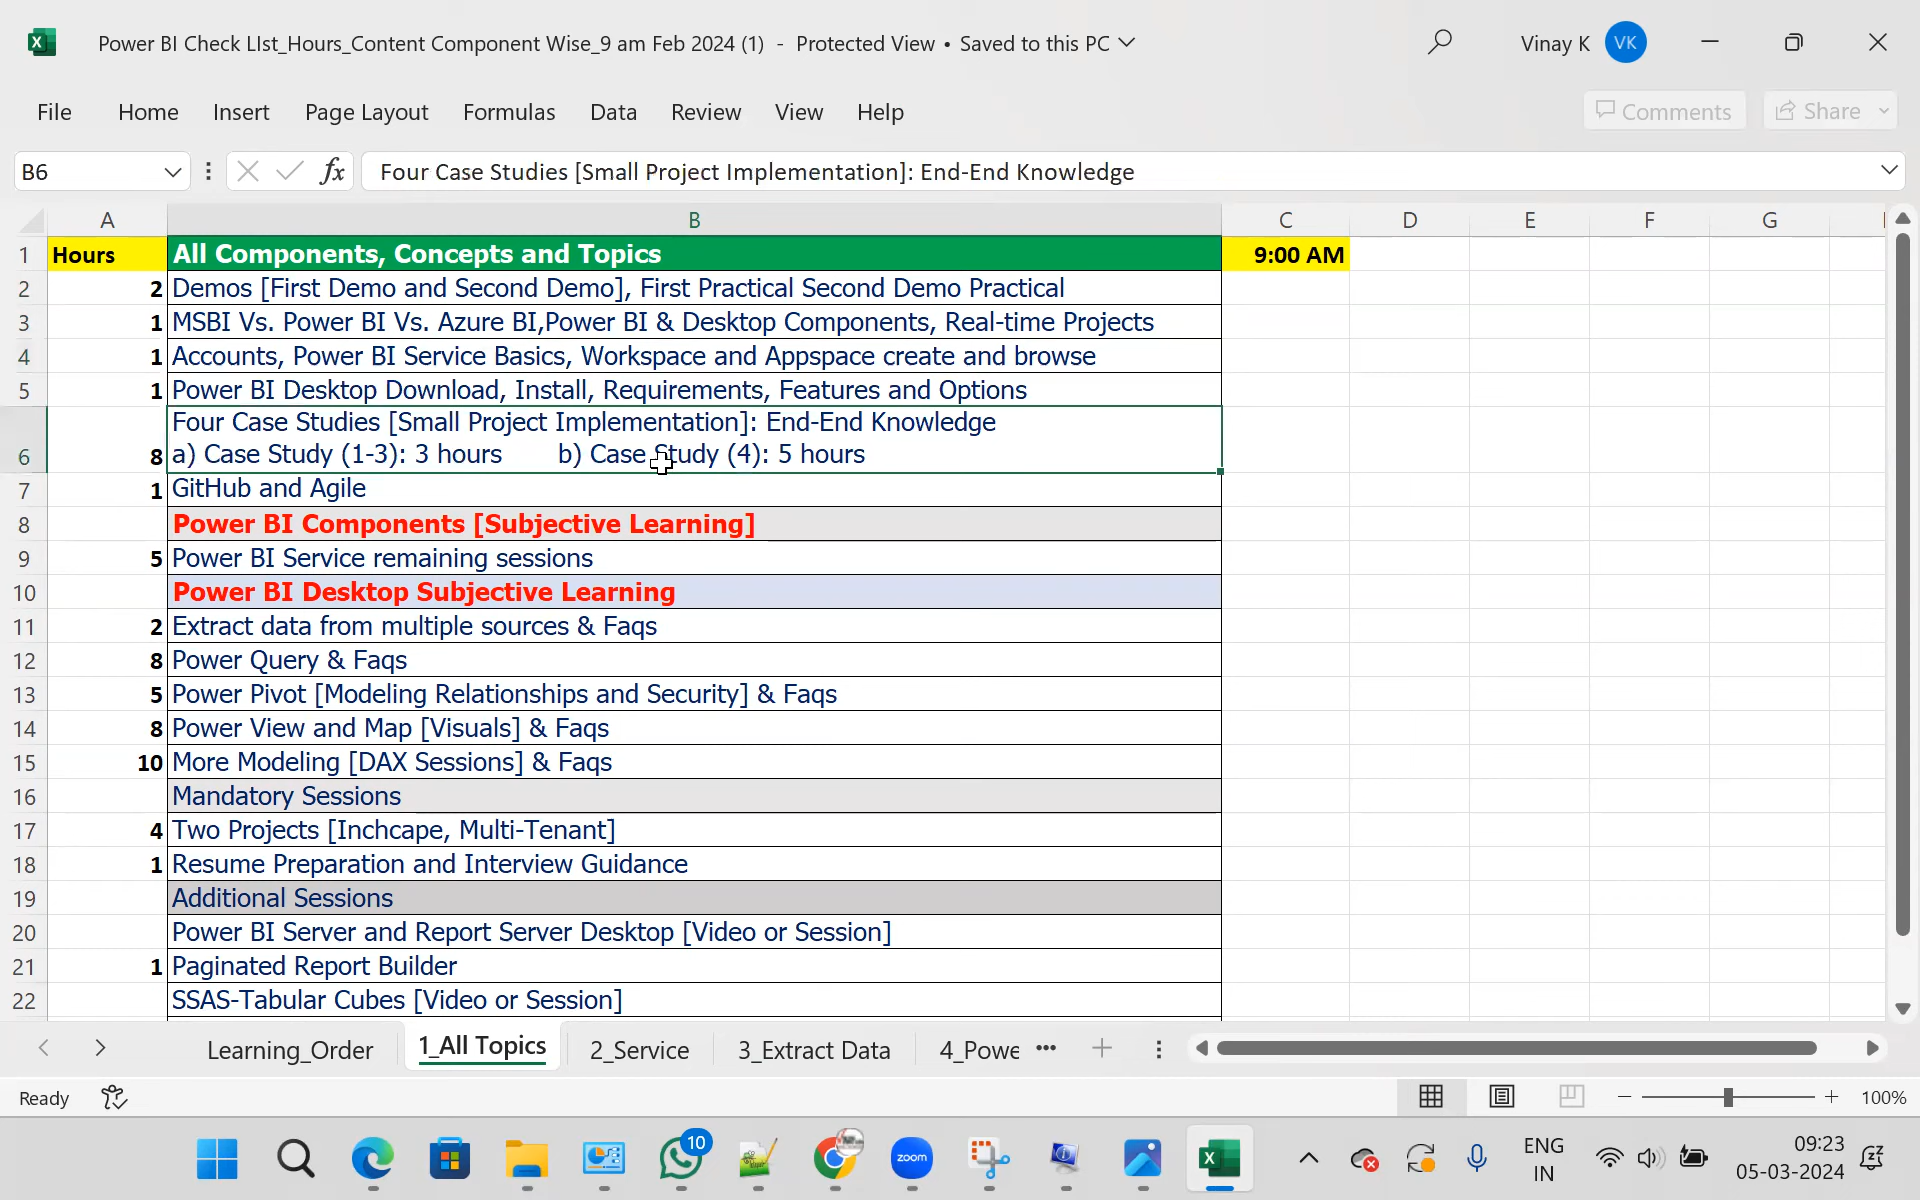 Power BI Check LIst_Hours_Content Component Wise_9 am Feb 2024 (1) - Protected View • Saved to this PC
Vinay K
VK
File Home Insert Page Layout Formulas Data Review View Help
Comments
Share
B6
fx
Four Case Studies [Small Project Implementation]: End-End Knowledge
A B C D E F G
1 Hours All Components, Concepts and Topics 9:00 AM
2 2 Demos [First Demo and Second Demo], First Practical Second Demo Practical
3 1 MSBI Vs. Power BI Vs. Azure BI,Power BI & Desktop Components, Real-time Projects
4 1 Accounts, Power BI Service Basics, Workspace and Appspace create and browse
5 1 Power BI Desktop Download, Install, Requirements, Features and Options
Four Case Studies [Small Project Implementation]: End-End Knowledge
6 8 a) Case Study (1-3): 3 hours b) Case Study (4): 5 hours
7 1 GitHub and Agile
8 Power BI Components [Subjective Learning]
9 5 Power BI Service remaining sessions
10 Power BI Desktop Subjective Learning
11 2 Extract data from multiple sources & Faqs
12 8 Power Query & Faqs
13 5 Power Pivot [Modeling Relationships and Security] & Faqs
14 8 Power View and Map [Visuals] & Faqs
15 10 More Modeling [DAX Sessions] & Faqs
16 Mandatory Sessions
17 4 Two Projects [Inchcape, Multi-Tenant]
18 1 Resume Preparation and Interview Guidance
19 Additional Sessions
20 Power BI Server and Report Server Desktop [Video or Session]
21 1 Paginated Report Builder
22 SSAS-Tabular Cubes [Video or Session]
Learning_Order 1_All Topics 2_Service 3_Extract Data 4_Powe
Ready
100%
10
zoom
ENG
IN
09:23
05-03-2024